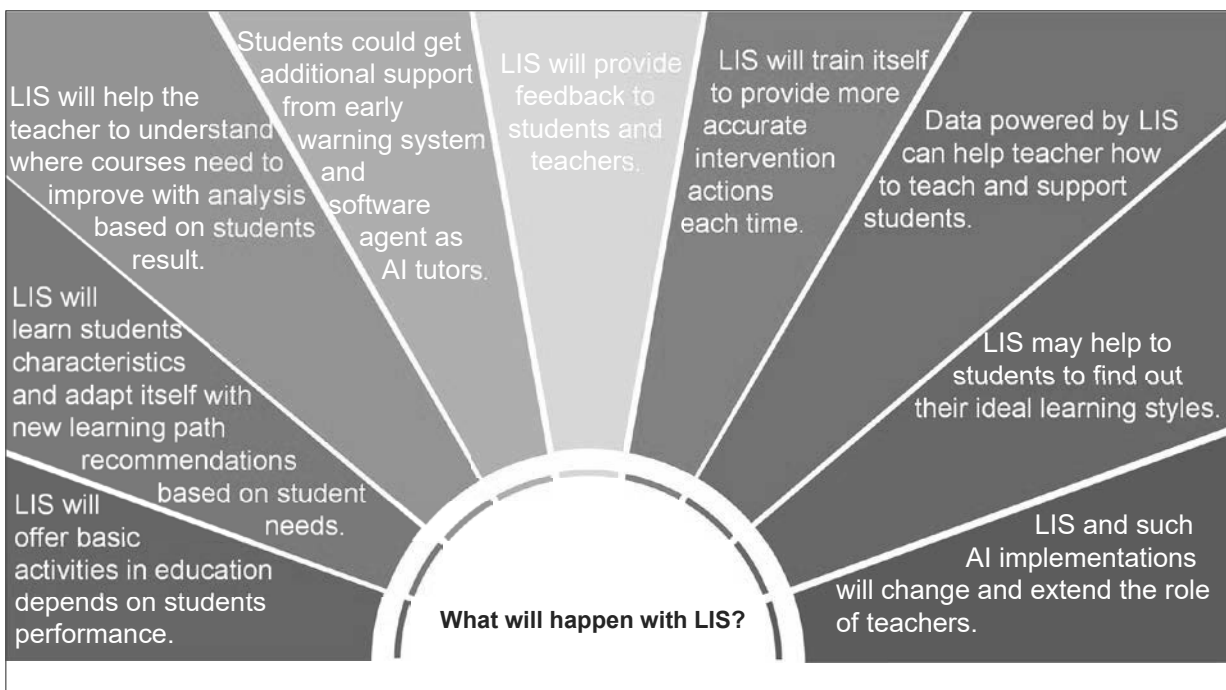 LIS will offer basic
activities in education
depends on students
performance.
LIS will
learn students
characteristics
and adapt itself with
new learning path
recommendations
based on student
needs.
LIS will help the
teacher to understand
where courses need to
improve with analysis
based on students
result.
Students could get
additional support
from early
warning system
and
software
agent as
AI tutors.
LIS will provide
feedback to
students and
teachers.
LIS will train itself
to provide more
accurate
intervention
actions
each time.
Data powered by LIS
can help teacher how
to teach and support
students.
LIS may help to
students to find out
their ideal learning styles.
LIS and such
AI implementations
will change and extend the role
of teachers.
What will happen with LIS?